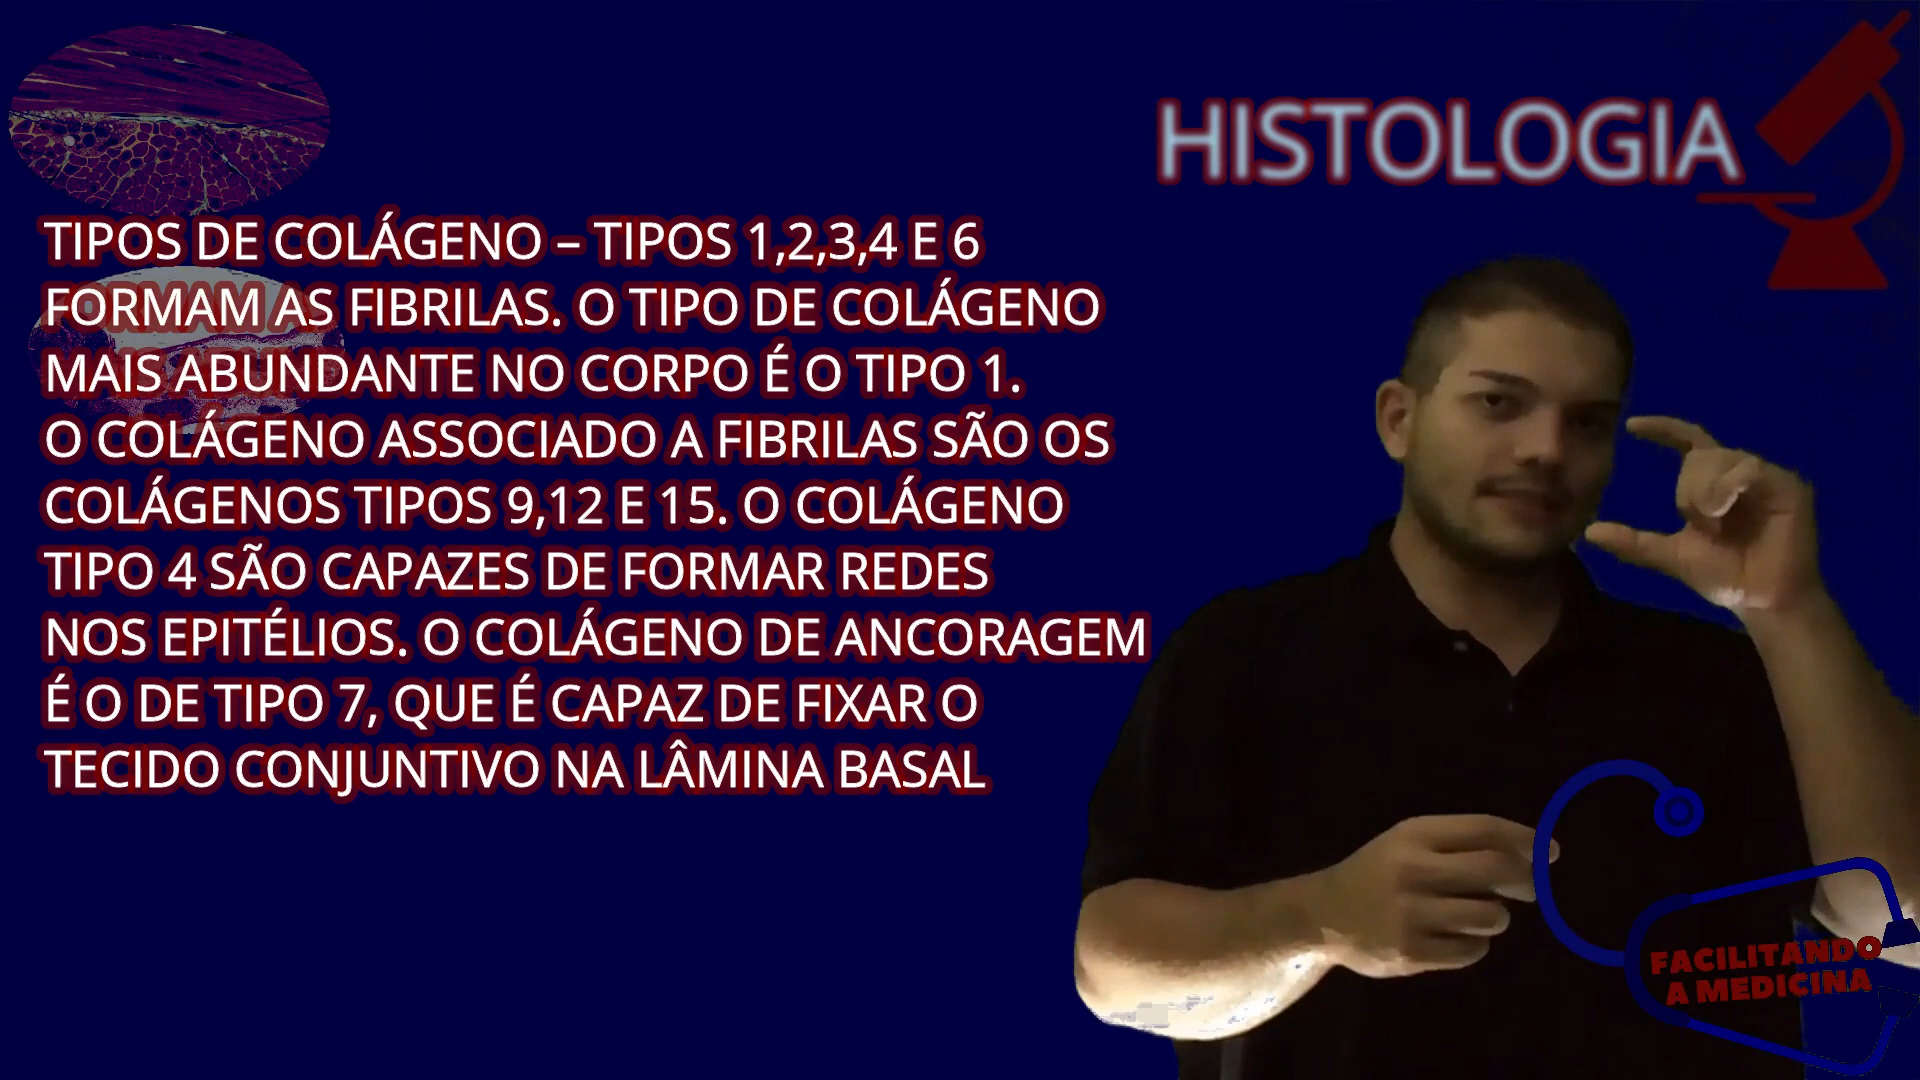 HISTOLOGIA
TIPOS DE COLÁGENO – TIPOS 1,2,3,4 E 6
FORMAM AS FIBRILAS. O TIPO DE COLÁGENO
MAIS ABUNDANTE NO CORPO É O TIPO 1.
O COLÁGENO ASSOCIADO A FIBRILAS SÃO OS
COLÁGENOS TIPOS 9,12 E 15. O COLÁGENO
TIPO 4 SÃO CAPAZES DE FORMAR REDES
NOS EPITÉLIOS. O COLÁGENO DE ANCORAGEM
É O DE TIPO 7, QUE É CAPAZ DE FIXAR O
TECIDO CONJUNTIVO NA LÂMINA BASAL
FACILITANDO
A MEDICINA